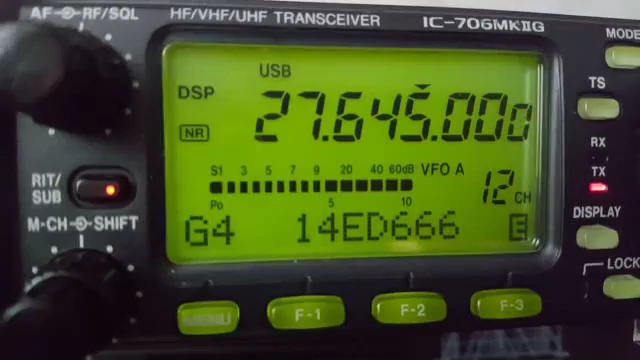 AF RF/SQL HF/VHF/UHF TRANSCEIVER IC-706MKIIG
MODE
USB
DSP
NR
27.645.000
TS
RX
TX
S1 3 5 7 9 20 40 60dB VFO A
Po 5 10
12 CH
RIT/
SUB
M-CH SHIFT
DISPLAY
G4 14ED666 E
LOCK
MENU F-1 F-2 F-3